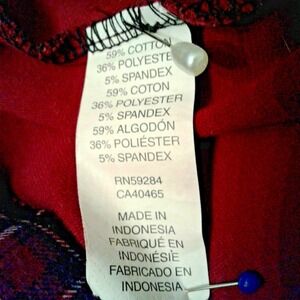 59% COTTON
36% POLYESTE
5% SPANDEX
59% COTON
36% POLYESTER
5% SPANDEX
59% ALGODÓN
36% POLIÉSTER
5% SPANDEX
RN59284
CA40465
MADE IN
INDONESIA
FABRIQUÉ EN
INDONÉSIE
FABRICADO EN
INDONESIA